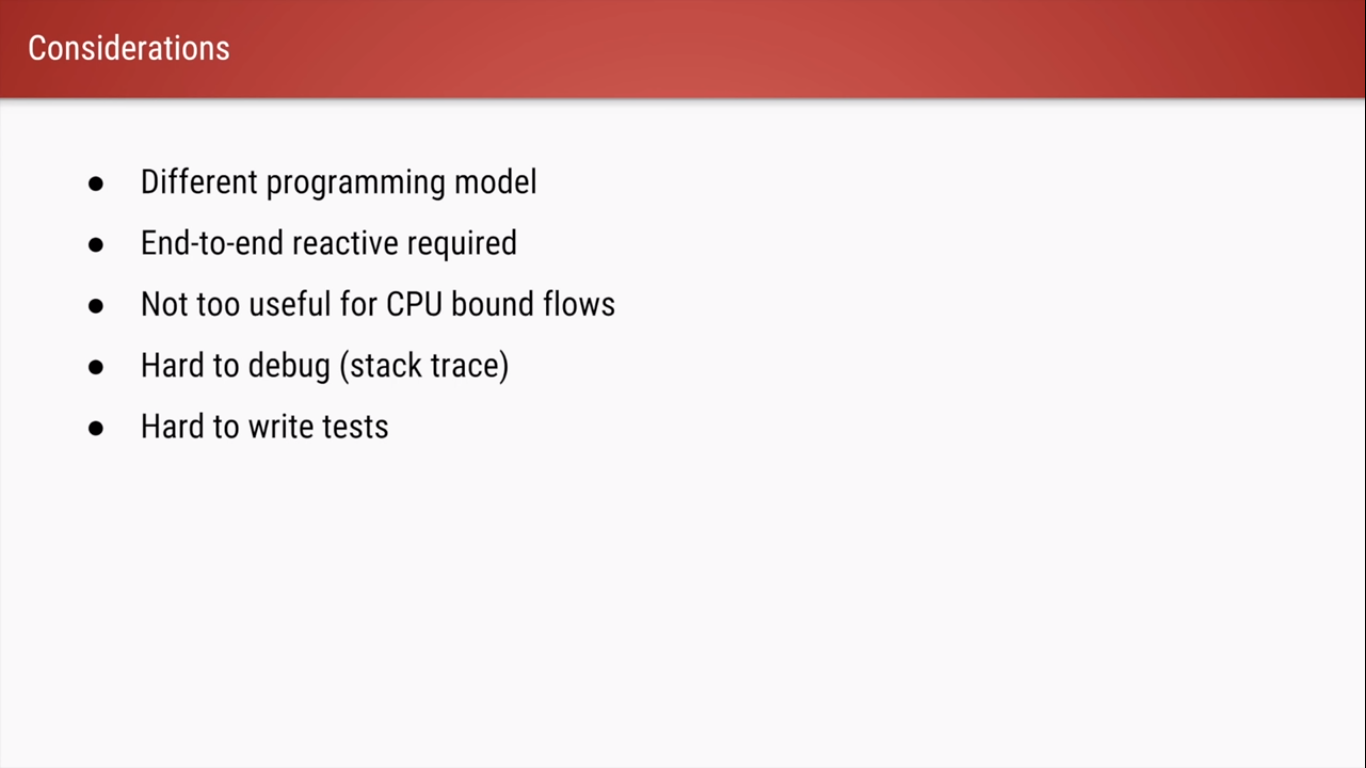 Considerations
● Different programming model
● End-to-end reactive required
● Not too useful for CPU bound flows
● Hard to debug (stack trace)
● Hard to write tests